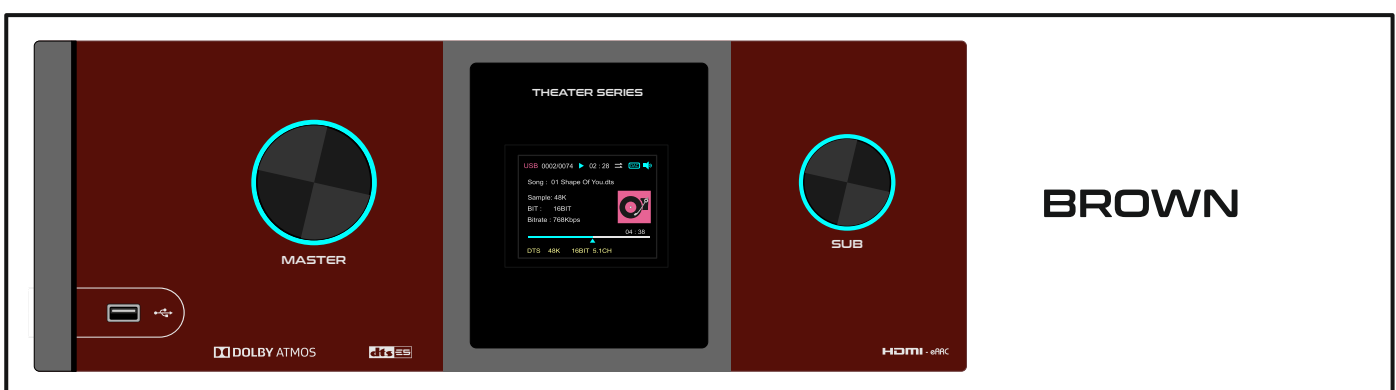 THEATER SERIES
USB 0002/0074 02 : 28
Song : 01 Shape Of You.dts
Sample: 48K
BIT : 16BIT
Bitrate : 768Kbps
04 : 38
DTS 48K 16BIT 5.1CH
MASTER
SUB
BROWN
DOLBY ATMOS
dts ES
HDMI - eARC